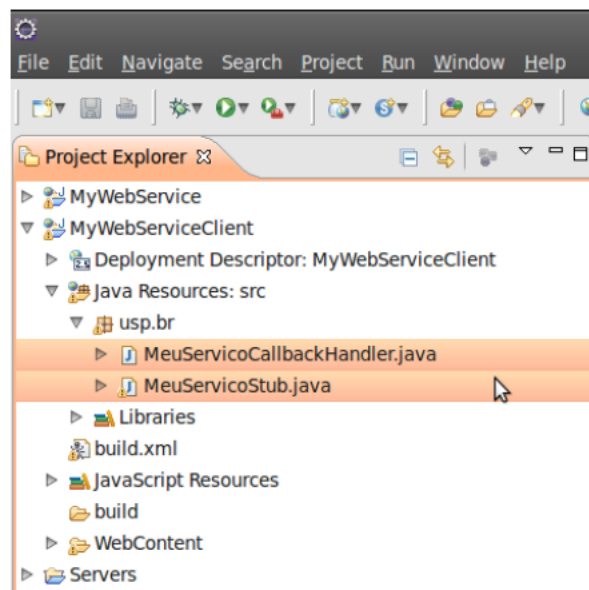 File Edit Navigate Search Project Run Window Help
Project Explorer
MyWebService
MyWebServiceClient
Deployment Descriptor: MyWebServiceClient
Java Resources: src
usp.br
MeuServicoCallbackHandler.java
MeuServicoStub.java
Libraries
build.xml
JavaScript Resources
build
WebContent
Servers